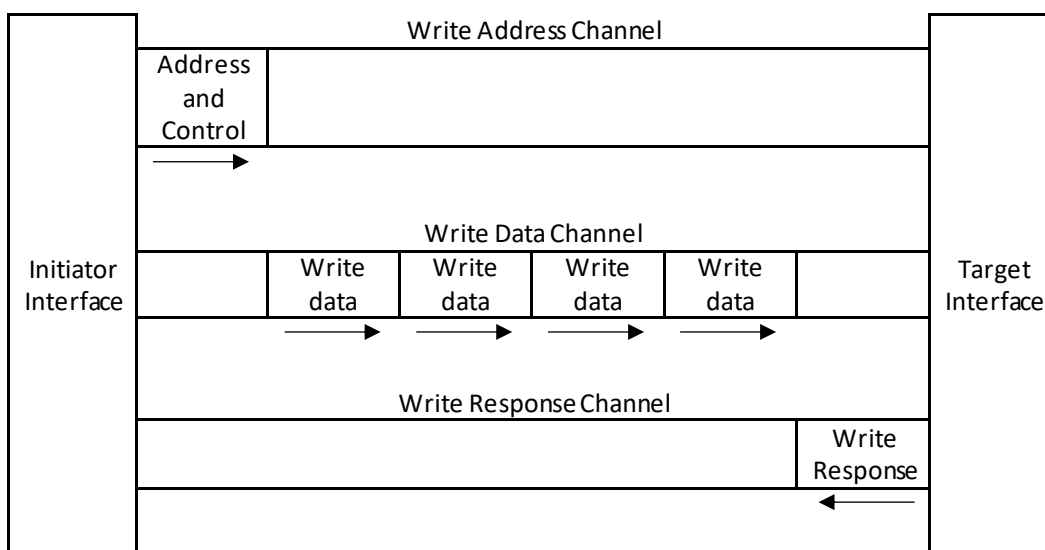 Write Address Channel
Address
and
Control
Write Data Channel
Initiator
Interface
Write
data
Write
data
Write
data
Write
data
Target
Interface
Write Response Channel
Write
Response